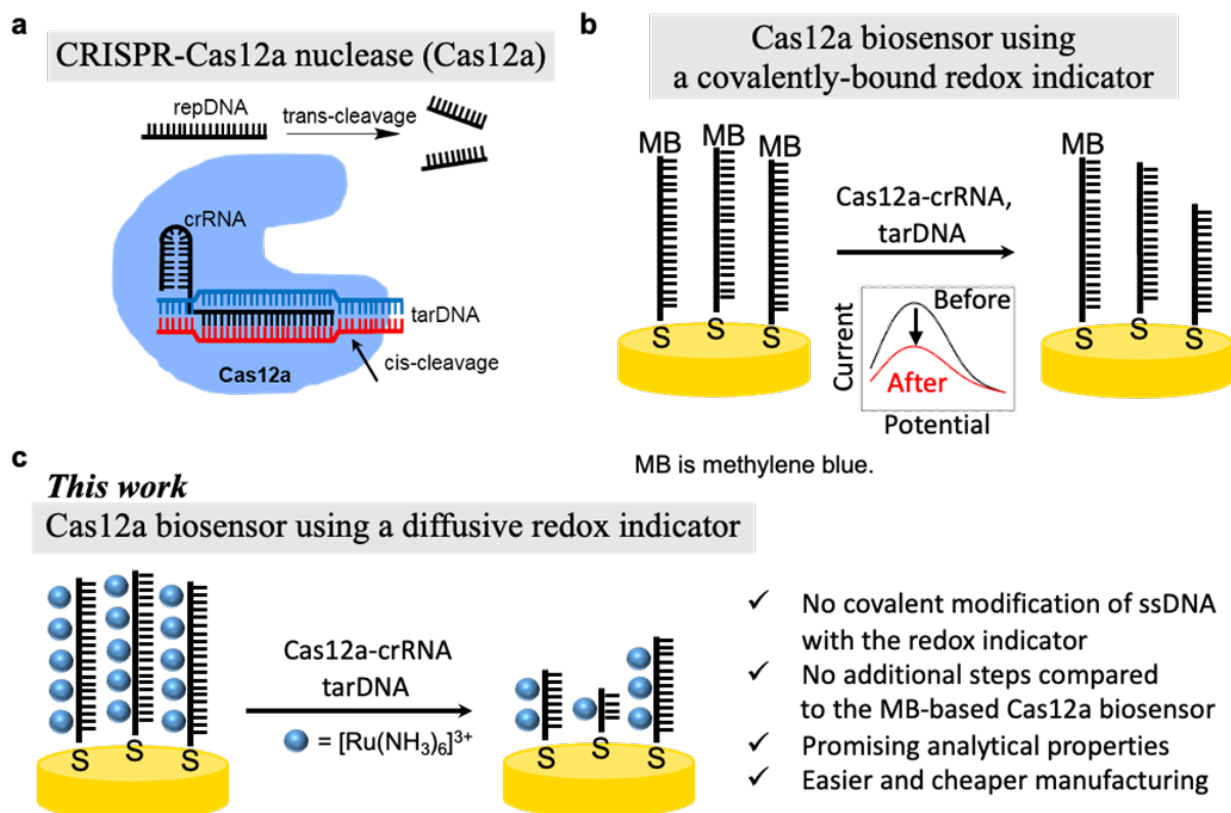 a
CRISPR-Cas12a nuclease (Cas12a)
repDNA
trans-cleavage
crRNA
tarDNA
cis-cleavage
Cas12a
b
Cas12a biosensor using
a covalently-bound redox indicator
MB MB MB
S S S
Cas12a-crRNA,
tarDNA
Current
Before
After
Potential
MB
S S S
MB is methylene blue.
c
This work
Cas12a biosensor using a diffusive redox indicator
S S S
Cas12a-crRNA
tarDNA
= [Ru(NH₃)₆]³⁺
S S S
✓ No covalent modification of ssDNA
with the redox indicator
✓ No additional steps compared
to the MB-based Cas12a biosensor
✓ Promising analytical properties
✓ Easier and cheaper manufacturing